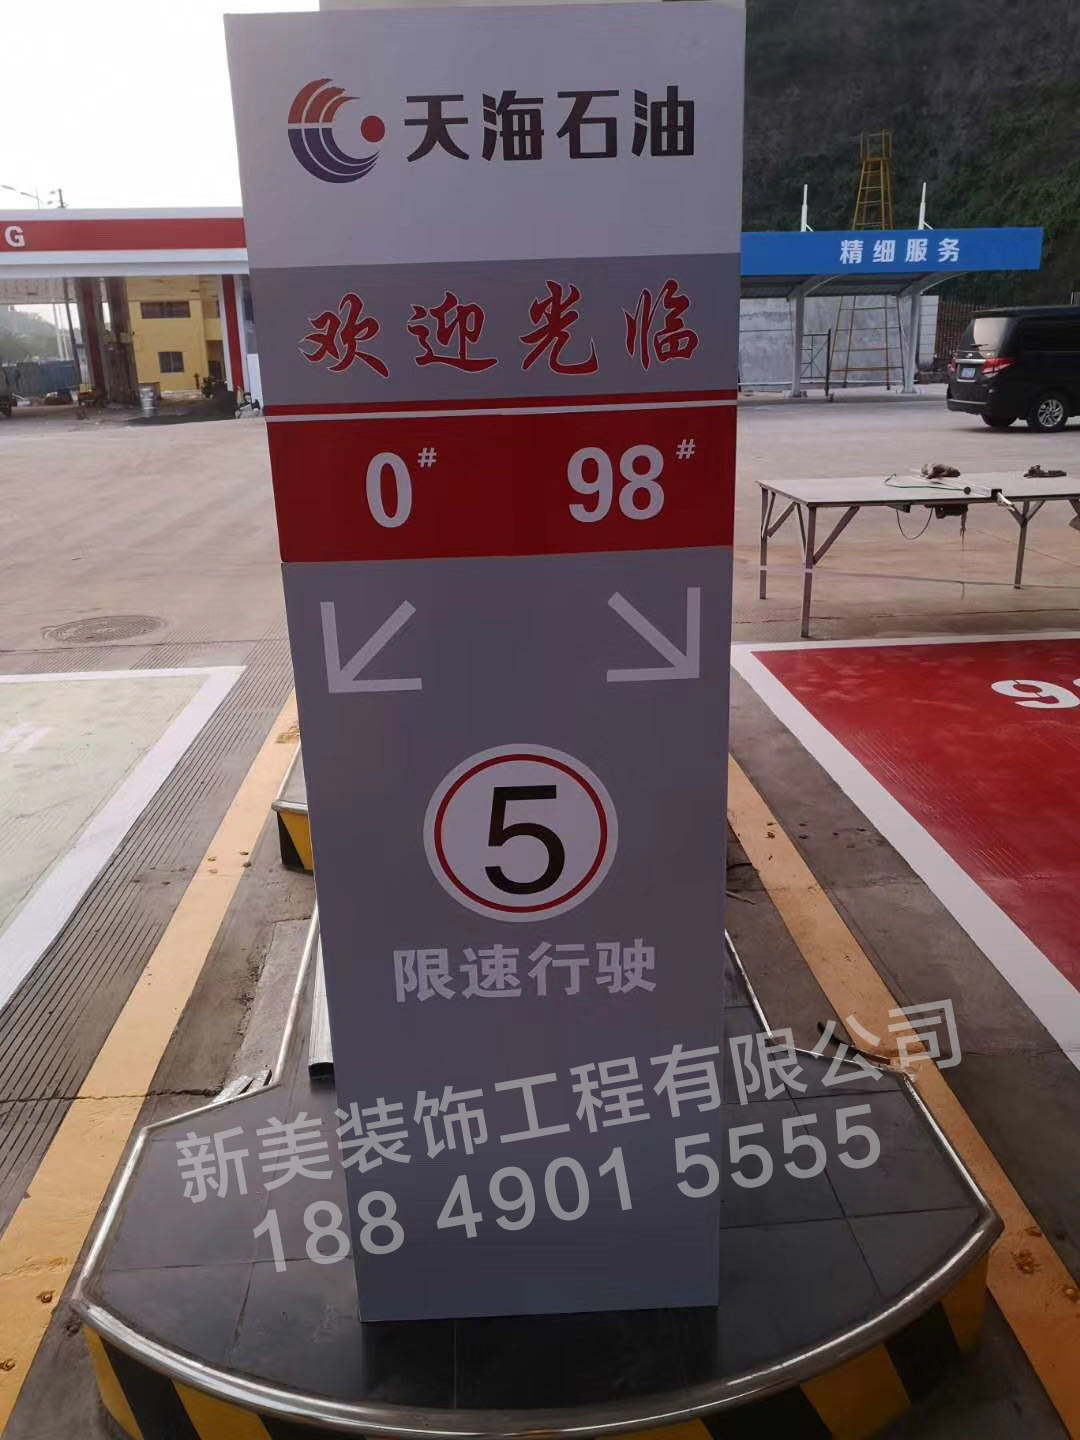 天海石油
G
精细服务
欢迎光临
0# 98#
5
限速行驶
新美装饰工程有限公司
188 4901 5555